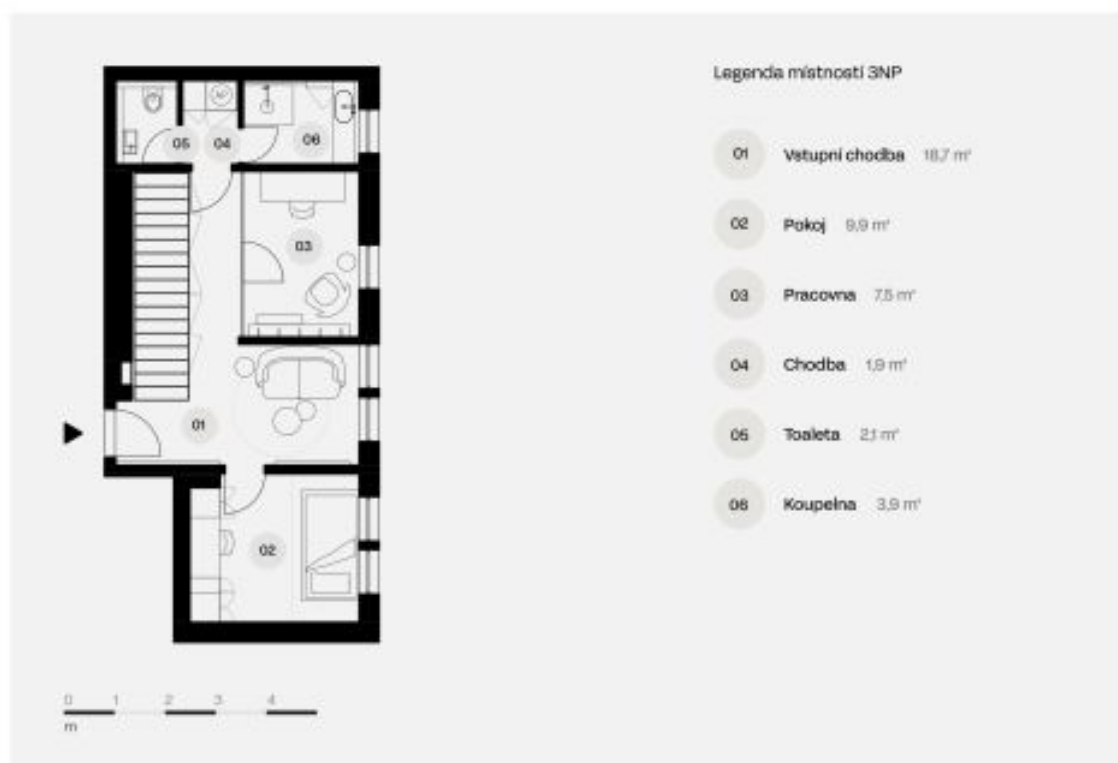 Legenda místností 3NP
01 Vstupní chodba 18,7 m²
02 Pokoj 9,9 m²
03 Pracovna 7,5 m²
04 Chodba 1,9 m²
05 Toaleta 2,1 m²
06 Koupelna 3,9 m²
05 04 06
03
01
02
0 1 2 3 4
m